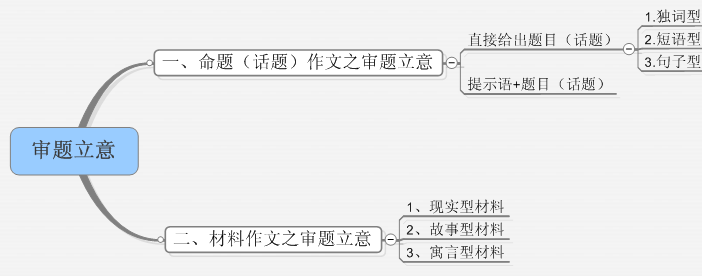 1.独词型
直接给出题目（话题）
2.短语型
一、命题（话题）作文之审题立意
3.句子型
提示语+题目（话题）
审题立意
1、现实型材料
二、材料作文之审题立意
2、故事型材料
3、寓言型材料